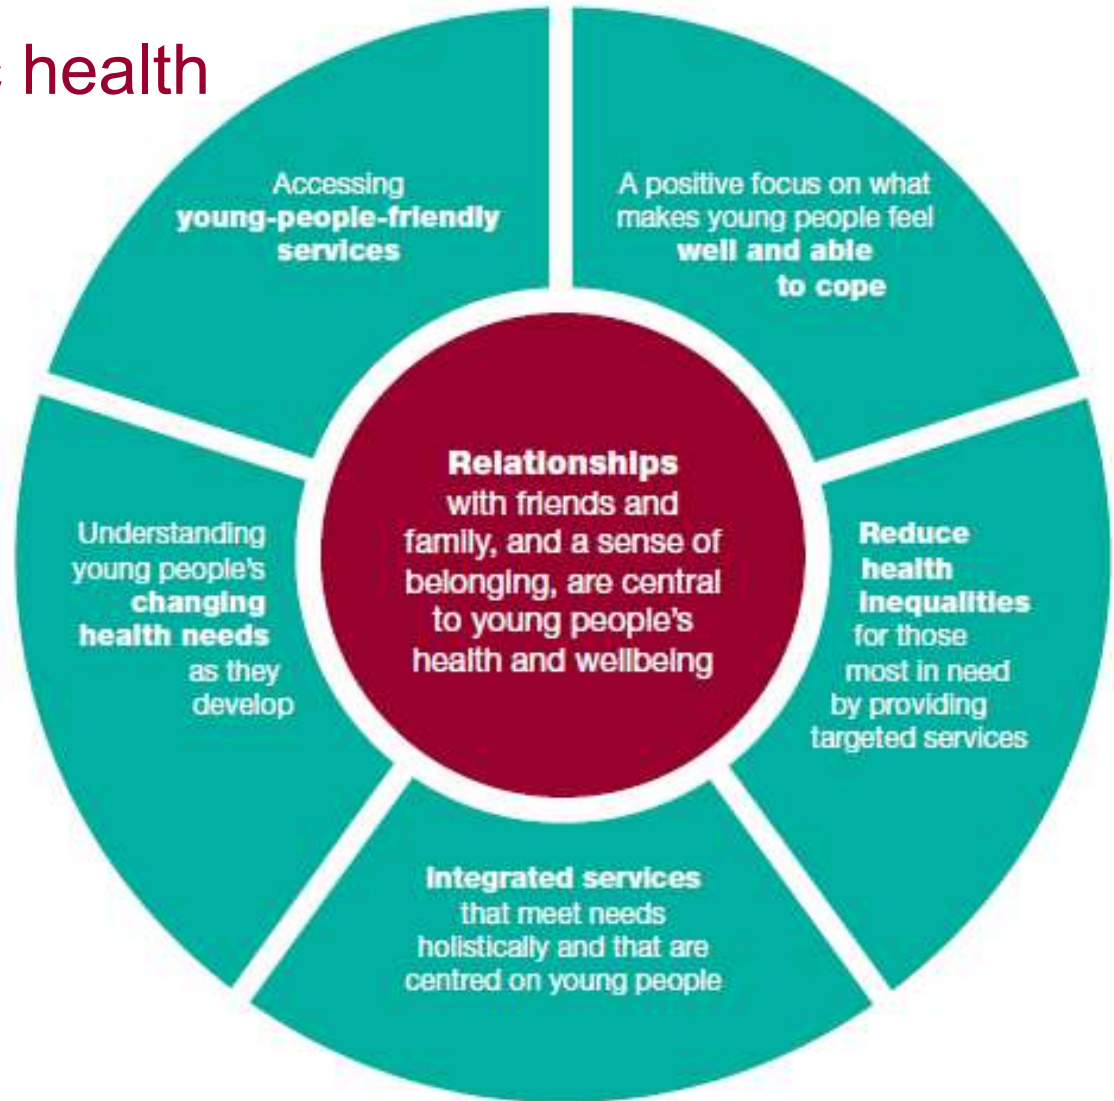 health
Accessing
young-people-friendly
services
A positive focus on what
makes young people feel
well and able
to cope
Relationships
with friends and
family, and a sense of
belonging, are central
to young people's
health and wellbeing
Understanding
young people's
changing
health needs
as they
develop
Reduce
health
inequalities
for those
most in need
by providing
targeted services
Integrated services
that meet needs
holistically and that are
centred on young people